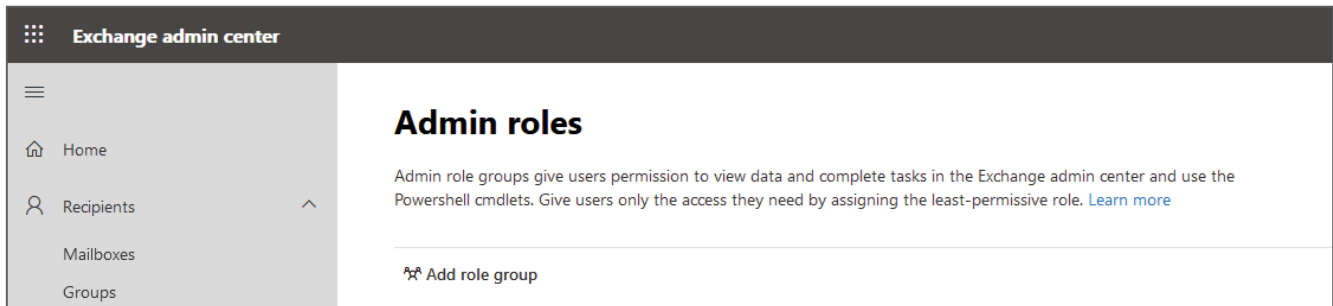 Exchange admin center
Home
Recipients
Mailboxes
Groups
Admin roles
Admin role groups give users permission to view data and complete tasks in the Exchange admin center and use the
Powershell cmdlets. Give users only the access they need by assigning the least-permissive role. Learn more
Add role group